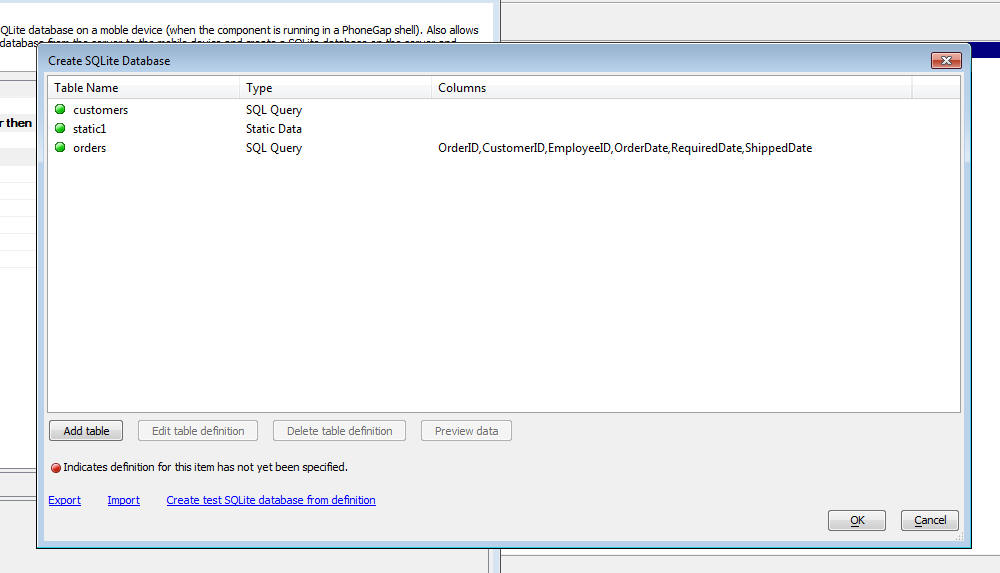 QLite database on a moble device (when the component is running in a PhoneGap shell). Also allows
Create SQLite Database
Table Name Type Columns
customers SQL Query
r then
static1 Static Data
orders SQL Query OrderID,CustomerID,EmployeeID,OrderDate,RequiredDate,ShippedDate
Add table Edit table definition Delete table definition Preview data
Indicates definition for this item has not yet been specified.
Export Import Create test SQLite database from definition
OK Cancel